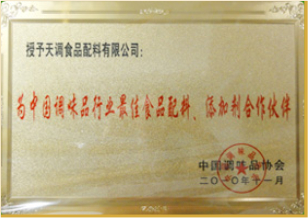 授予天调食品配料有限公司:
为中国调味品行业最佳食品配料、添加剂合作伙伴
中国调味品协会
二〇一〇年十一月